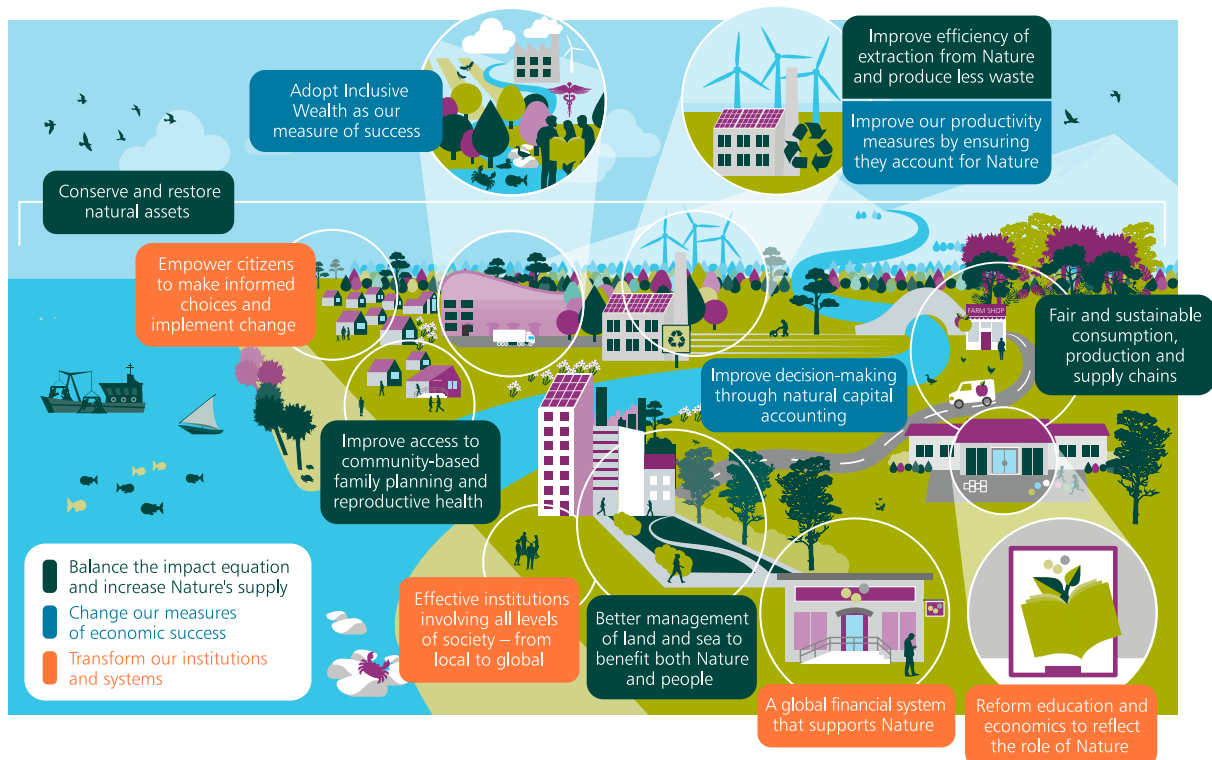 Improve efficiency of
extraction from Nature
and produce less waste
Adopt Inclusive
Wealth as our
measure of success
Improve our productivity
measures by ensuring
they account for Nature
Conserve and restore
natural assets
Empower citizens
to make informed
choices and
implement change
FARM SHOP
Fair and sustainable
consumption,
production and
supply chains
Improve decision-making
through natural capital
accounting
Improve access to
community-based
family planning and
reproductive health
Balance the impact equation
and increase Nature's supply
Change our measures
of economic success
Transform our institutions
and systems
Effective institutions
involving all levels
of society – from
local to global
Better management
of land and sea to
benefit both Nature
and people
A global financial system
that supports Nature
Reform education and
economics to reflect
the role of Nature